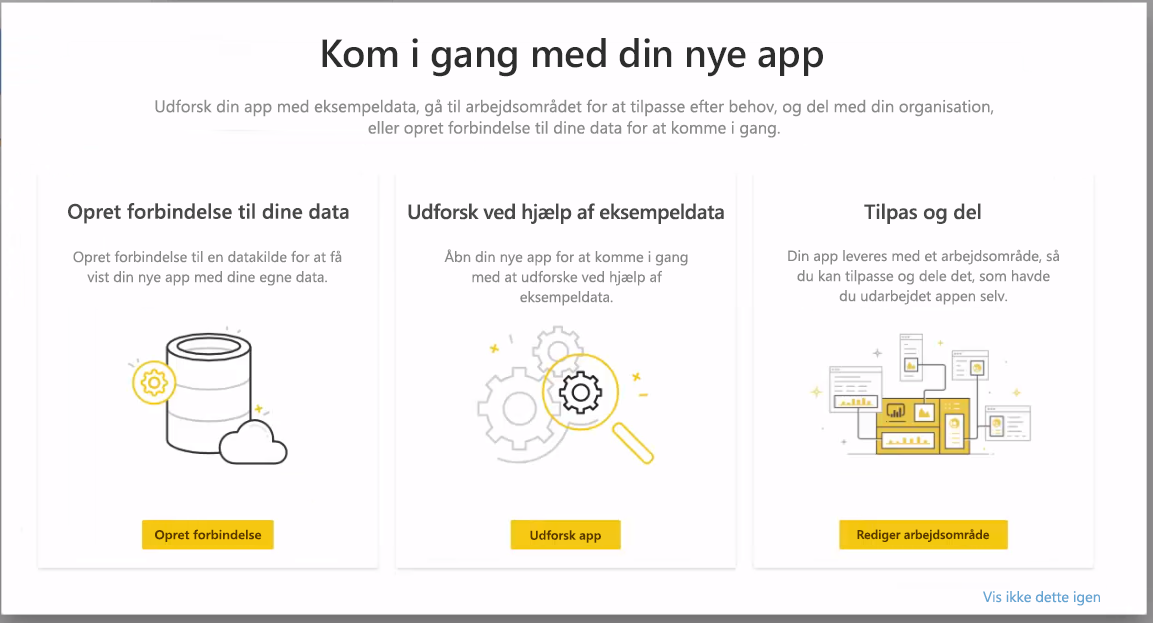 Kom i gang med din nye app
Udforsk din app med eksempeldata, gå til arbejdsområdet for at tilpasse efter behov, og del med din organisation,
eller opret forbindelse til dine data for at komme i gang.
Opret forbindelse til dine data
Opret forbindelse til en datakilde for at få
vist din nye app med dine egne data.
Opret forbindelse
Udforsk ved hjælp af eksempeldata
Åbn din nye app for at komme i gang
med at udforske ved hjælp af
eksempeldata.
Udforsk app
Tilpas og del
Din app leveres med et arbejdsområde, så
du kan tilpasse og dele det, som havde
du udarbejdet appen selv.
Rediger arbejdsområde
Vis ikke dette igen